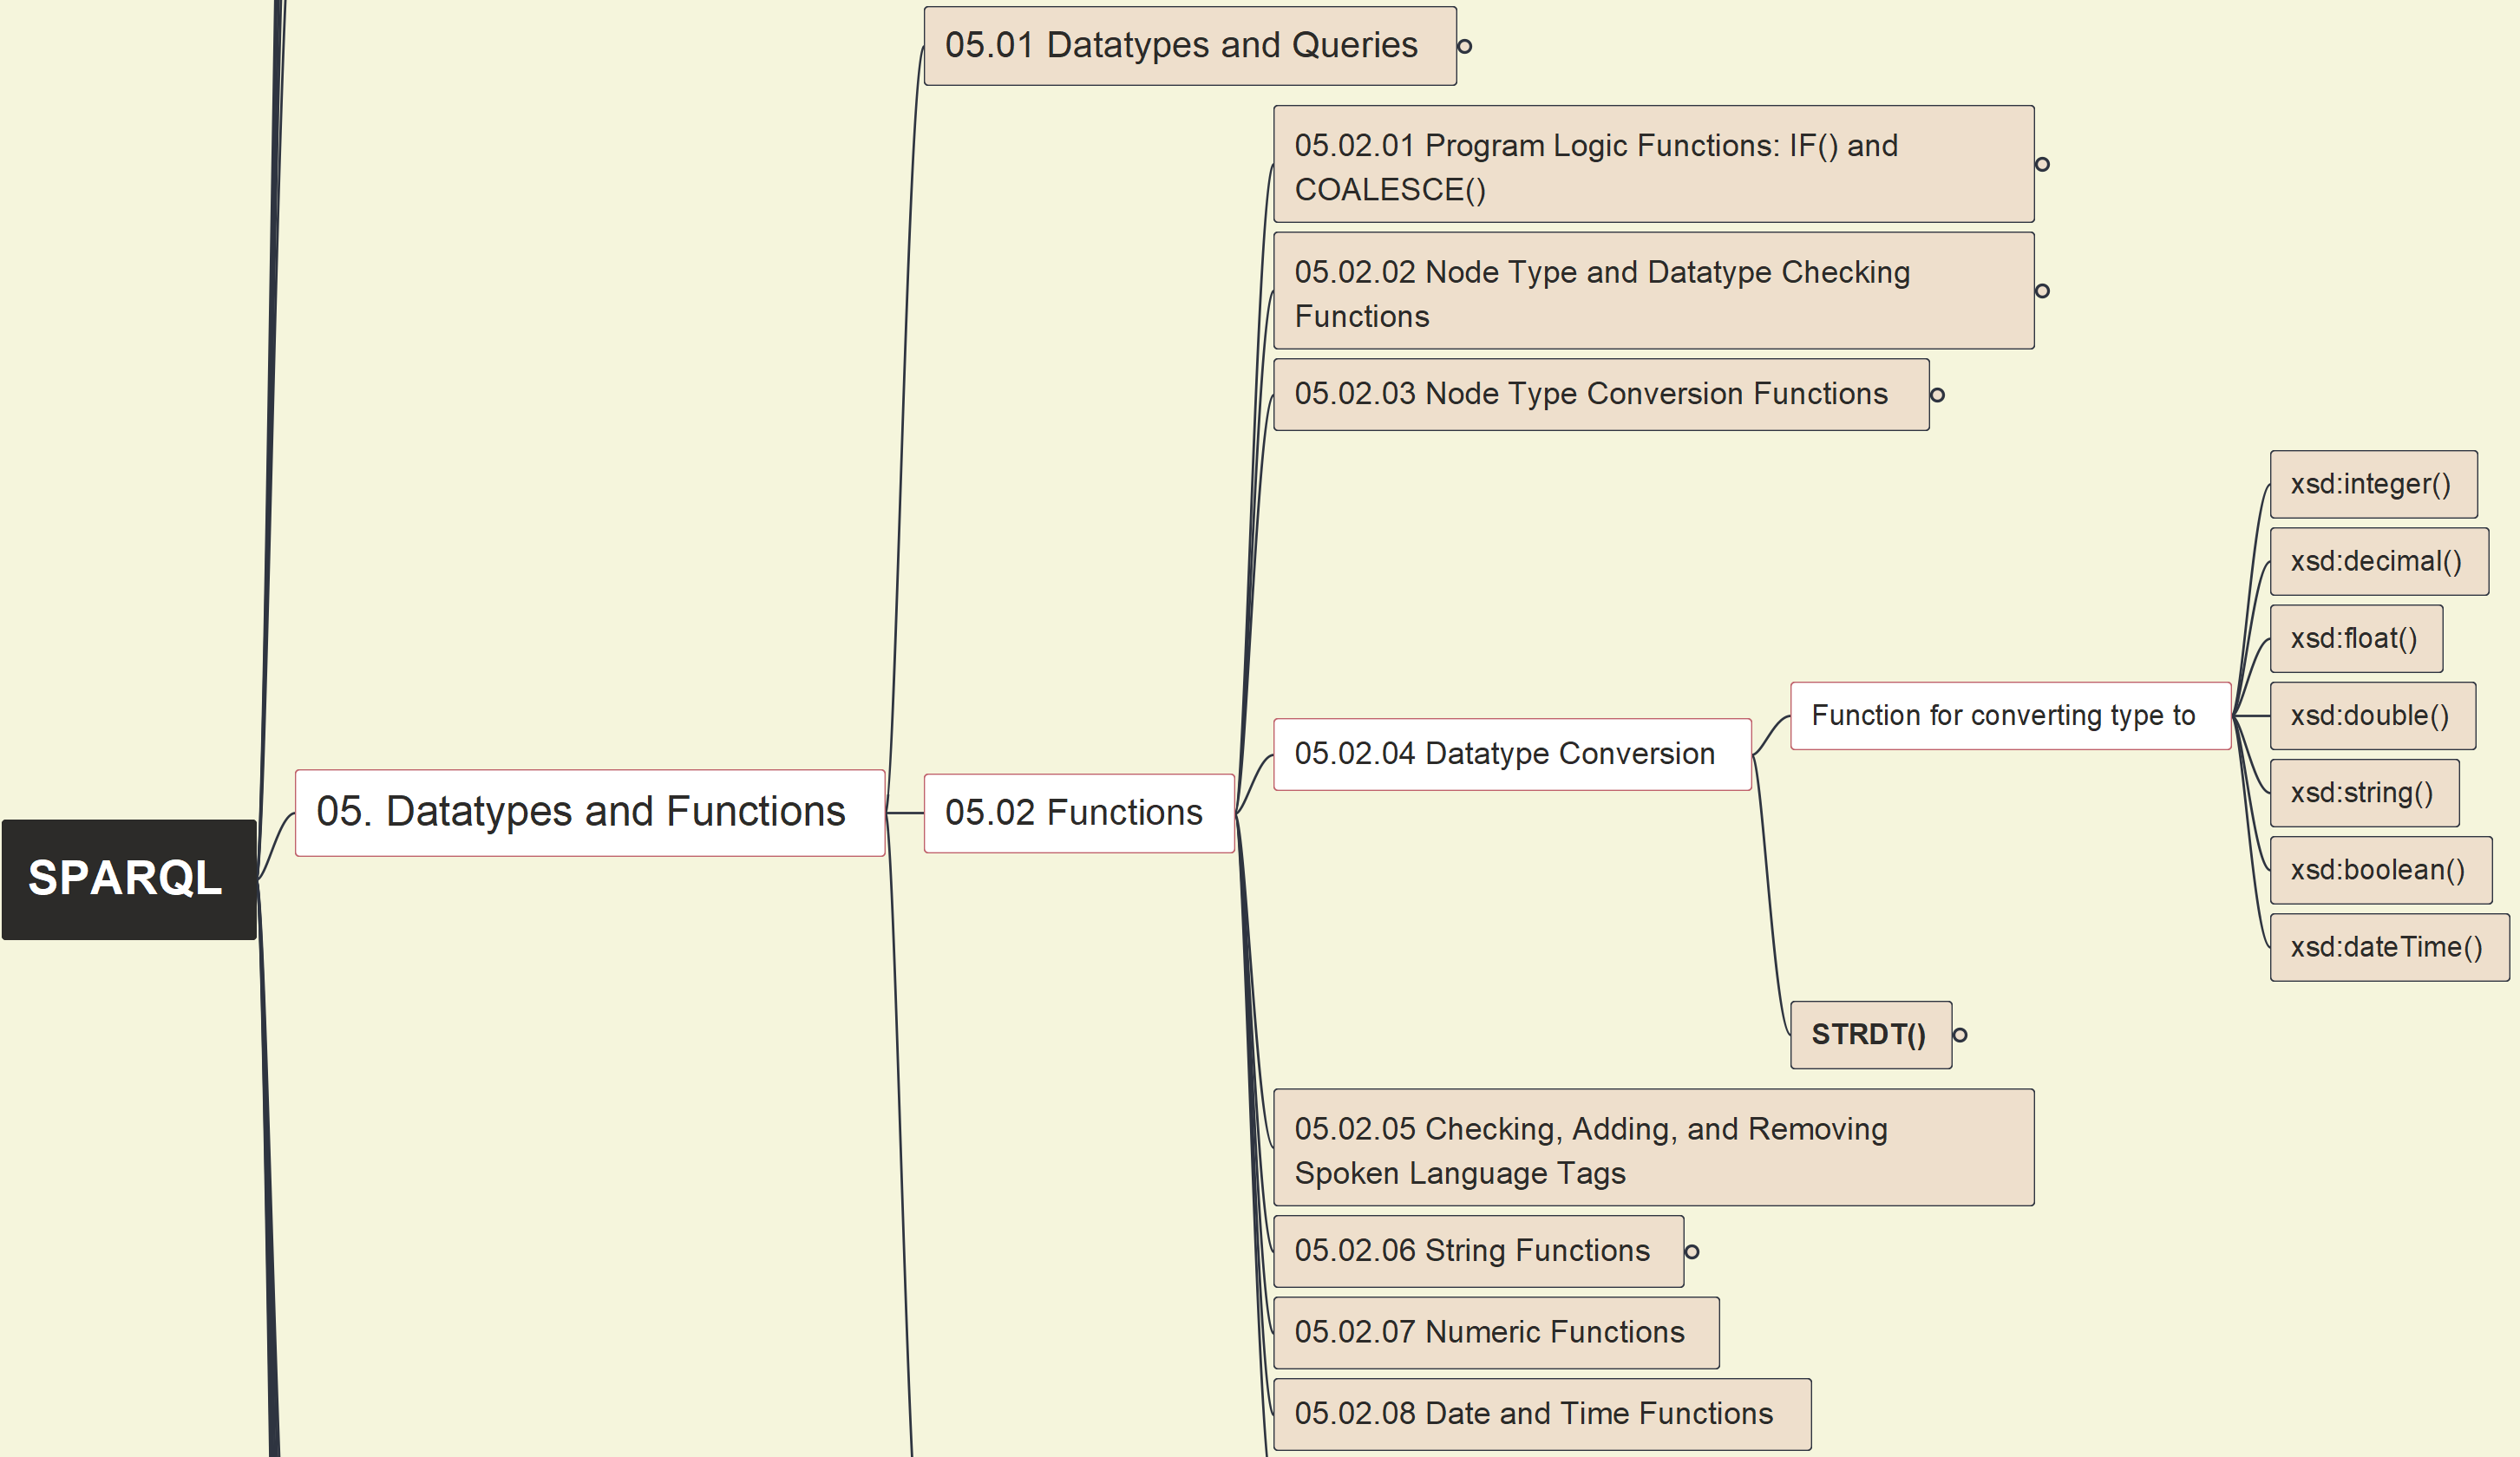 05.01 Datatypes and Queries
05.02.01 Program Logic Functions: IF() and
COALESCE()
05.02.02 Node Type and Datatype Checking
Functions
05.02.03 Node Type Conversion Functions
xsd:integer()
xsd:decimal()
xsd:float()
Function for converting type to
xsd:double()
05.02.04 Datatype Conversion
xsd:string()
05. Datatypes and Functions
05.02 Functions
SPARQL
xsd:boolean()
xsd:dateTime()
STRDT()
05.02.05 Checking, Adding, and Removing
Spoken Language Tags
05.02.06 String Functions
05.02.07 Numeric Functions
05.02.08 Date and Time Functions